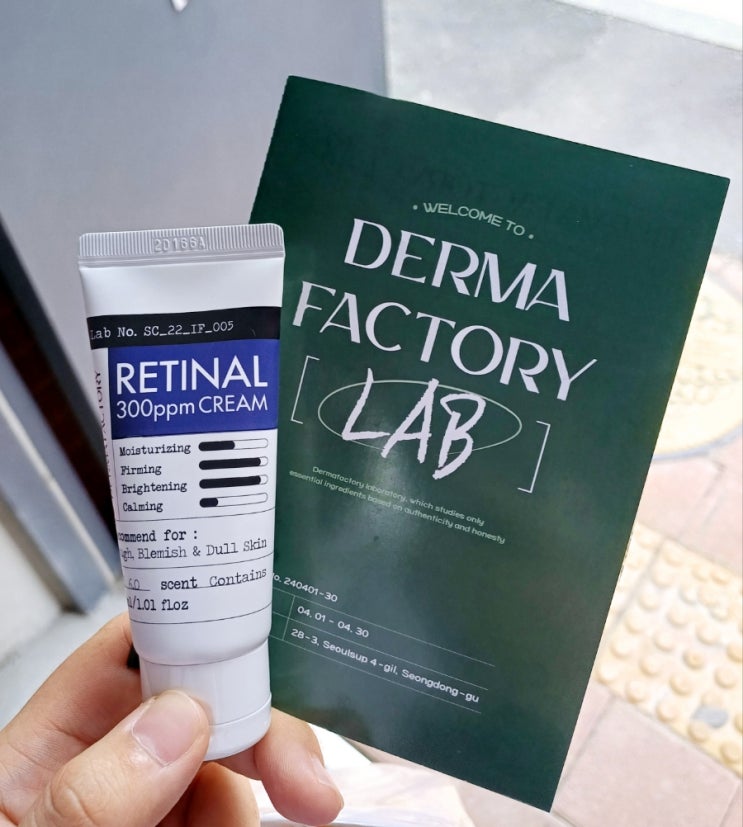 20166A
Lab No. SC_22_IF_005
RETINAL
300ppm CREAM
Moisturizing
Firming
Brightening
Calming
for :
Blemish & Dull Skin
scent Contains
/1.01 floz
FACTORY
• WELCOME TO •
DERMA
FACTORY
[LAB]
Dermafactory laboratory, which studies only
essential ingredients based on authenticity and honesty
240401-30
04. 01 - 04. 30
28-3, Seoulsup 4-gil, Seongdong-gu